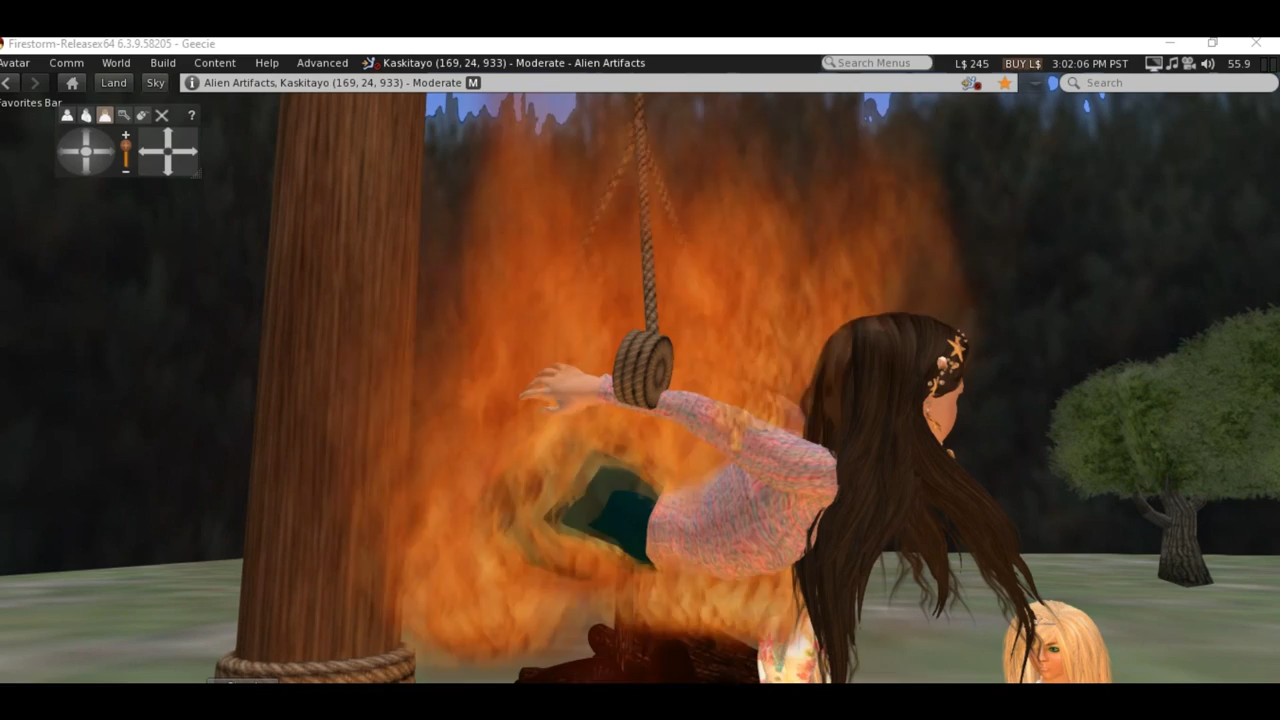 Firestorm-Releasex64 6.3.9.58205 - Geecie
Avatar Comm World Build Content Help Advanced Kaskitayo (169, 24, 933) - Moderate - Alien Artifacts Search Menus L$ 245 BUY L$ 3:02:06 PM PST 55.9
Land Sky Alien Artifacts, Kaskitayo (169, 24, 933) - Moderate M Search
Favorites Bar
?